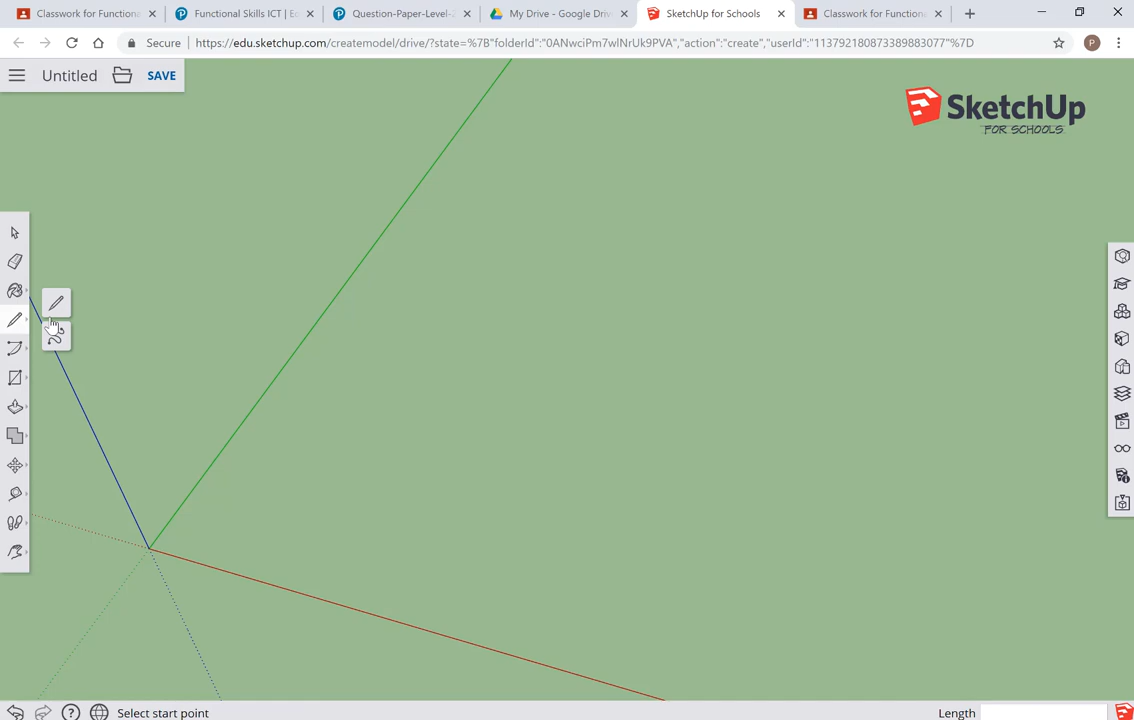 Classwork for Functiona
Functional Skills ICT | Ed
Question-Paper-Level-2
My Drive - Google Driv
SketchUp for Schools
Classwork for Functiona
Secure
https://edu.sketchup.com/createmodel/drive/?state=%7B"folderId":"0ANwciPm7wlNrUk9PVA","action":"create","userId":"113792180873389883077"%7D
P
Untitled
SAVE
SketchUp
FOR SCHOOLS
Select start point
Length